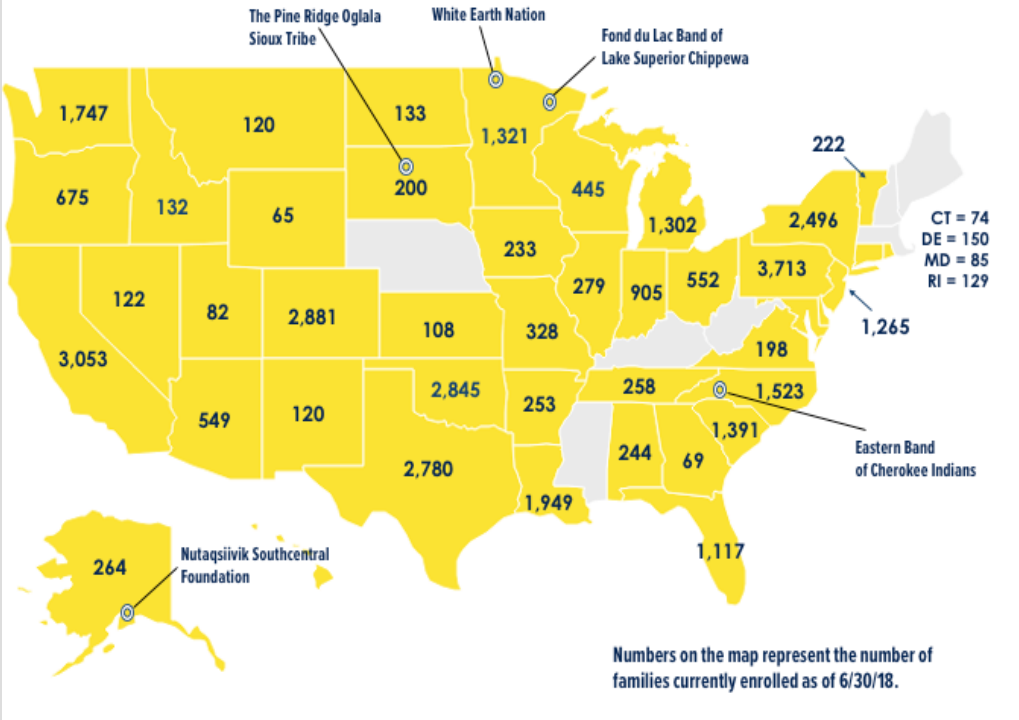 The Pine Ridge Oglala
Sioux Tribe
White Earth Nation
Fond du Lac Band of
Lake Superior Chippewa
1,747
120
133
1,321
222
675
132
65
200
445
1,302
2,496
CT = 74
DE = 150
MD = 85
RI = 129
233
122
82
2,881
279
905
552
3,713
1,265
3,053
108
328
198
549
120
2,845
253
258
1,523
1,391
Eastern Band
of Cherokee Indians
2,780
1,949
244
69
1,117
264
Nutaqsiivik Southcentral
Foundation
Numbers on the map represent the number of
families currently enrolled as of 6/30/18.